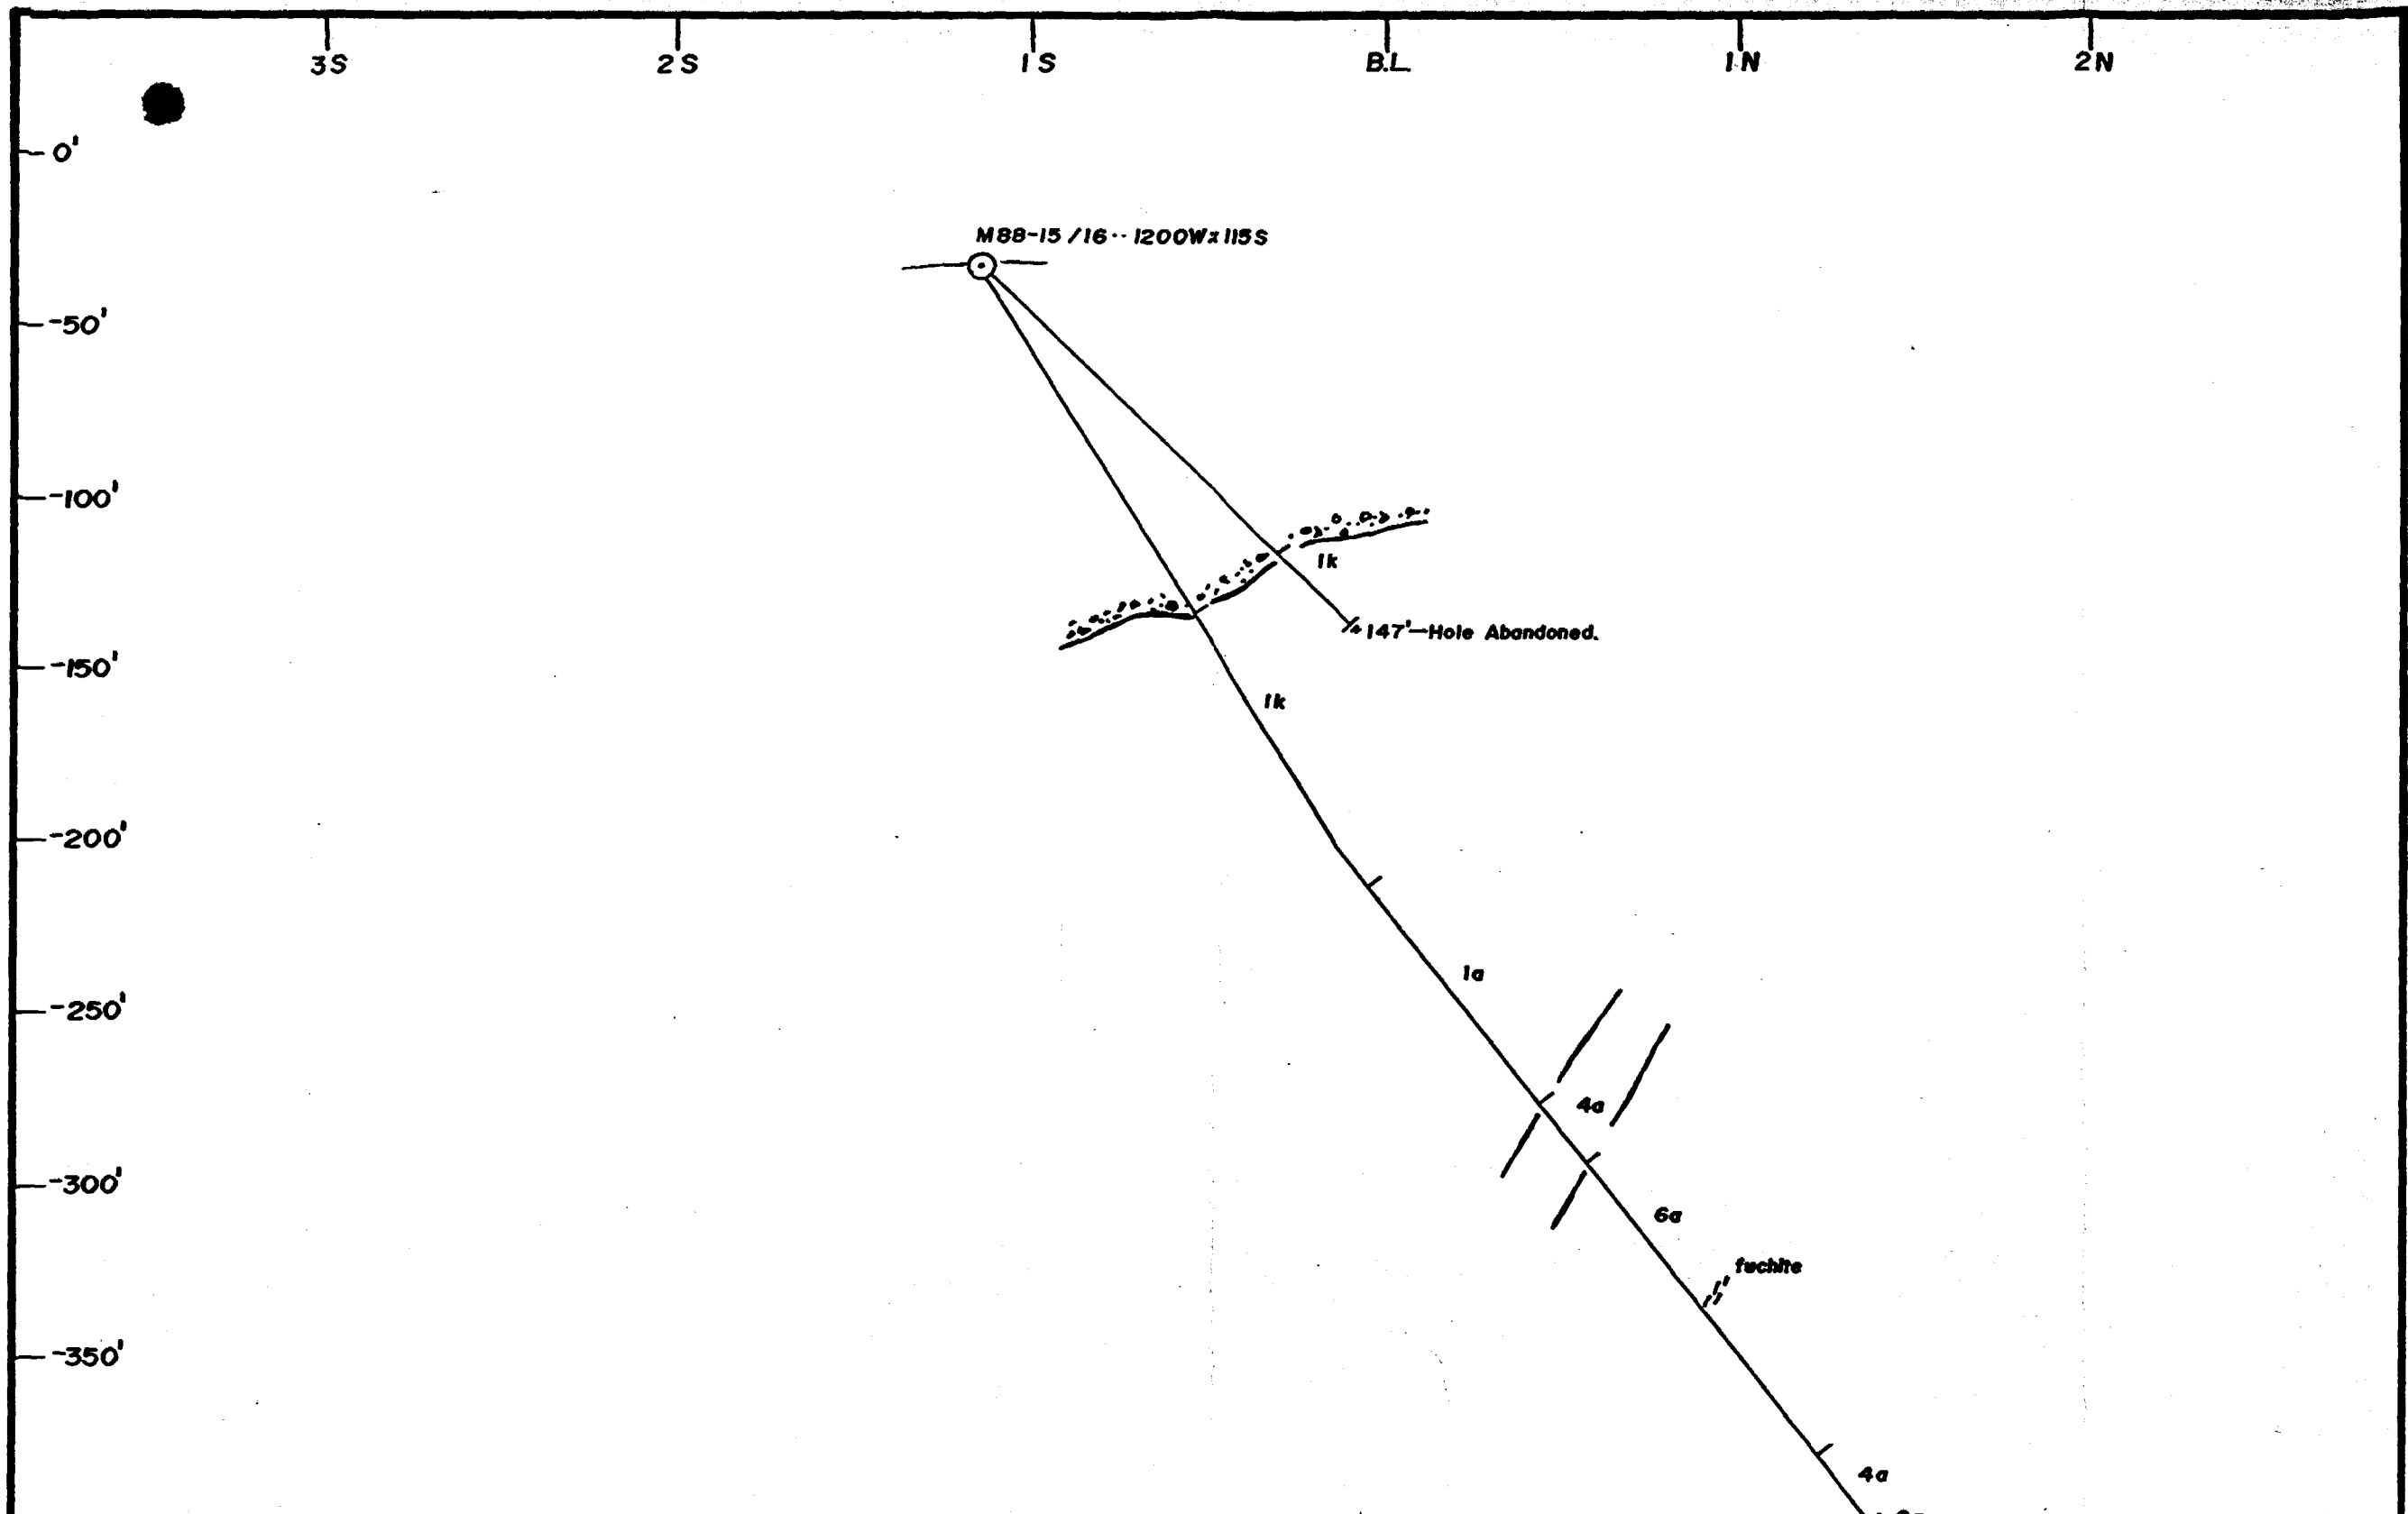 3S 2S 1S B.L. 1N 2N
0'
M88-15/16-- 1200W x 115S
-50'
-100'
1k
147'—Hole Abandoned.
-150'
1k
-200'
1a
-250'
4a
-300'
6a
fuchite
-350'
4a